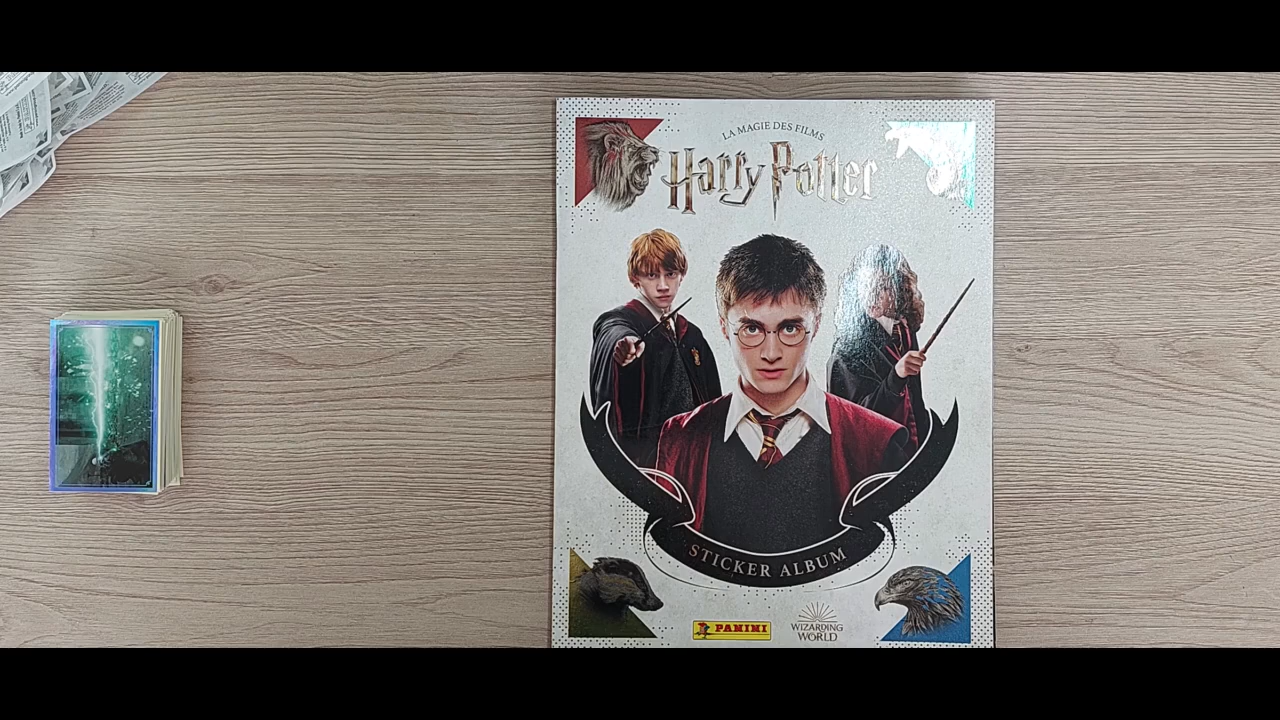 LA MAGIE DES FILMS
Harry Potter
STICKER ALBUM
PANINI
WIZARDING
WORLD